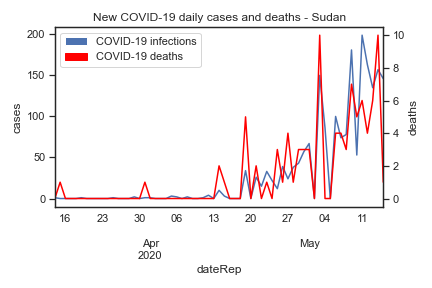 New COVID-19 daily cases and deaths - Sudan
COVID-19 infections
COVID-19 deaths
200
150
100
50
0
cases
10
8
6
4
2
0
deaths
16 23 30 06 13 20 27 04 11
Apr May
2020
dateRep